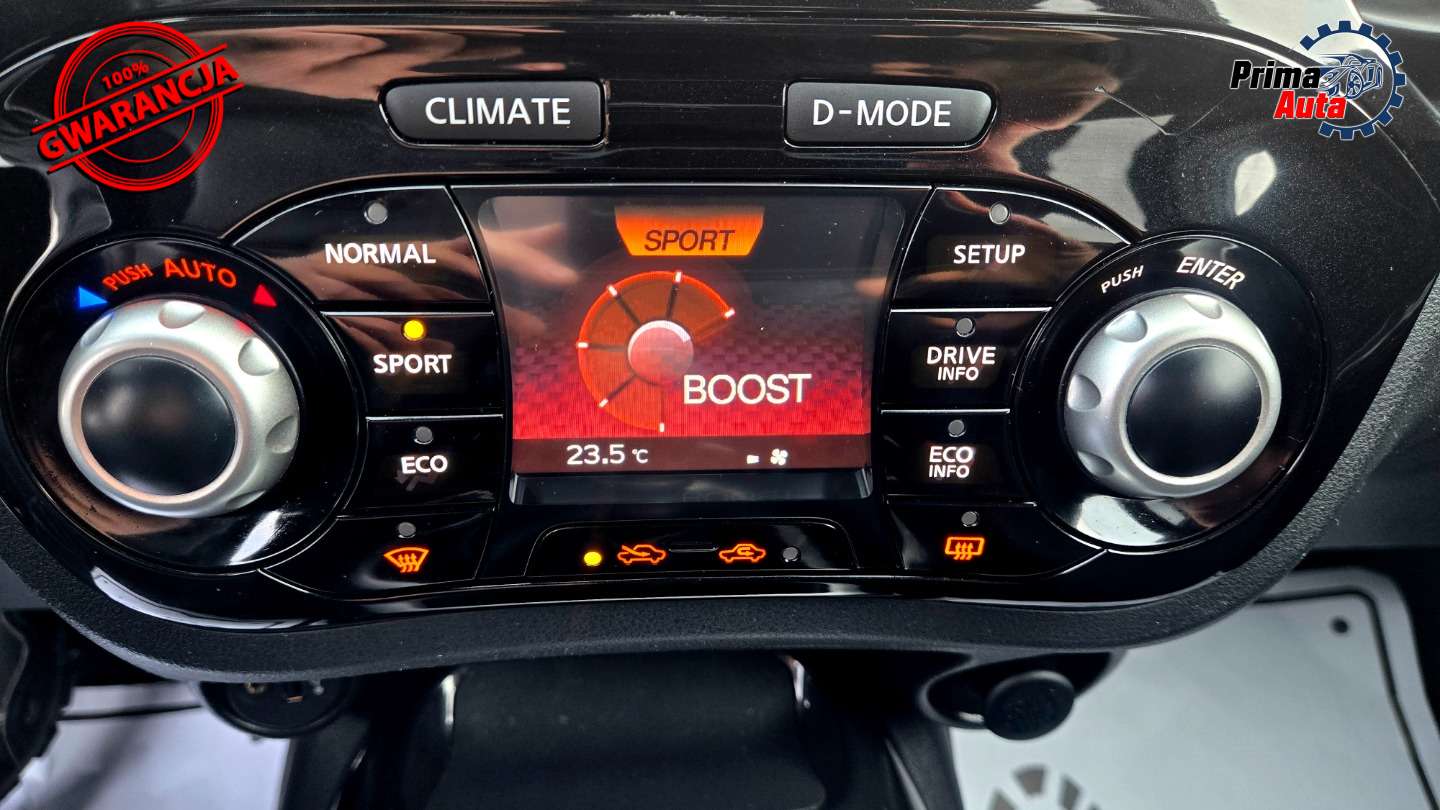 100%
GWARANCJA
Prima
Auta
CLIMATE
D-MODE
NORMAL
SPORT
SETUP
PUSH AUTO
PUSH ENTER
SPORT
DRIVE
INFO
BOOST
ECO
ECO
INFO
23.5 °C